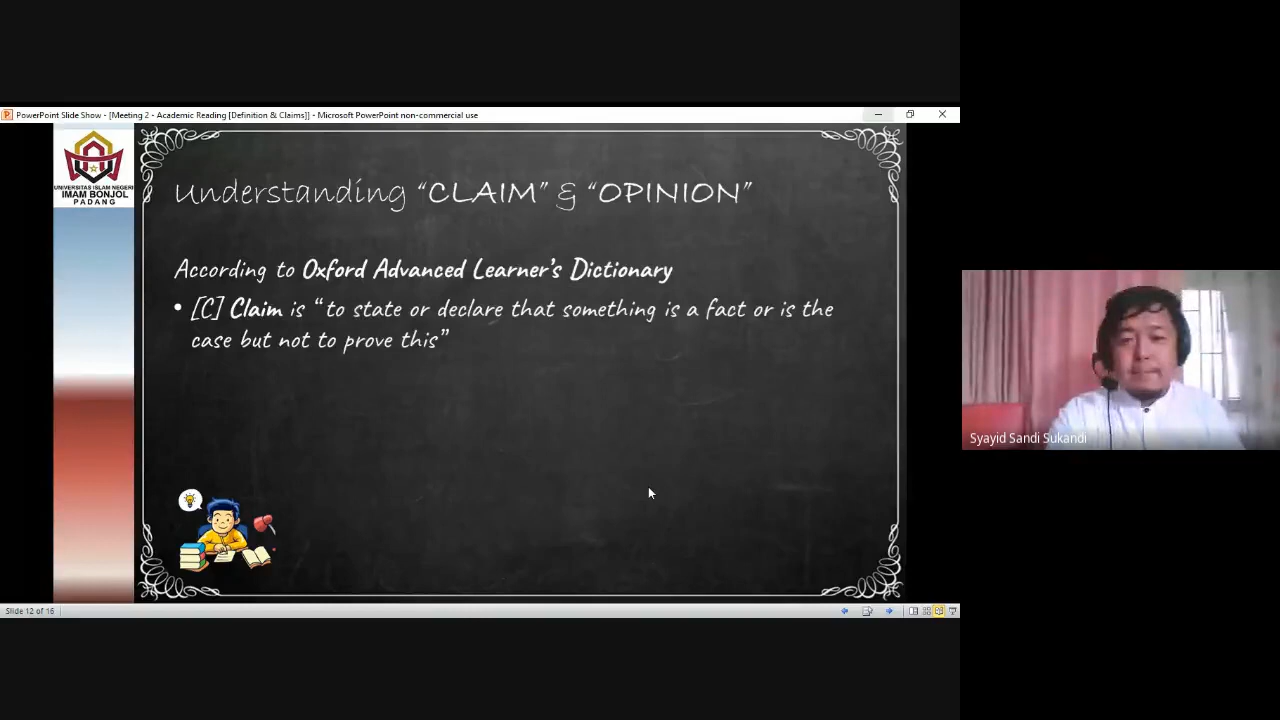 PowerPoint Slide Show - [Meeting 2 - Academic Reading [Definition & Claims]] - Microsoft PowerPoint non-commercial use
UNIVERSITAS ISLAM NEGERI
IMAM BONJOL
PADANG
Understanding “CLAIM” & “OPINION”
According to Oxford Advanced Learner’s Dictionary
• [C] Claim is “to state or declare that something is a fact or is the
case but not to prove this”
Syayid Sandi Sukandi
Slide 12 of 16